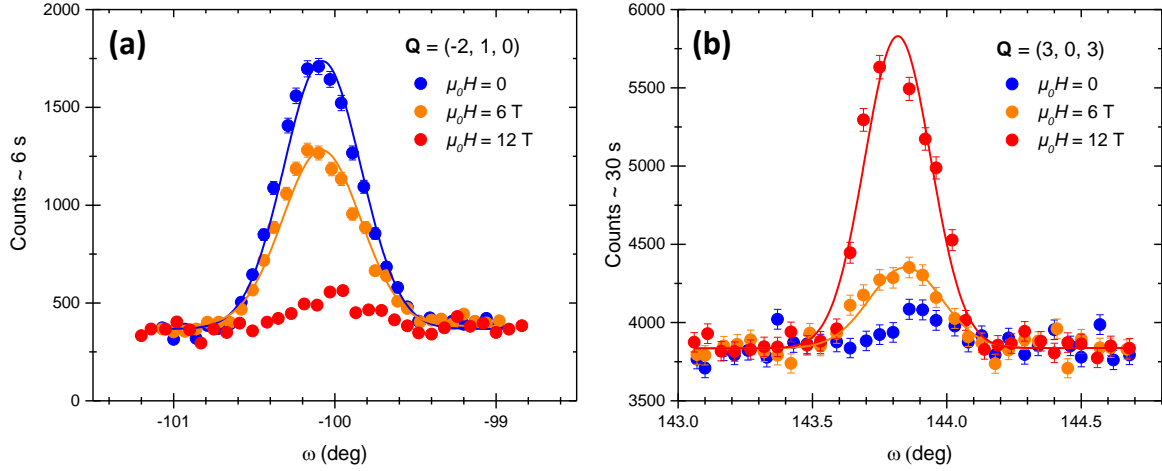 (a)
Q = (-2, 1, 0)
μ₀H = 0
μ₀H = 6 T
μ₀H = 12 T
2000
1500
1000
500
0
Counts ~ 6 s
-101
-100
-99
ω (deg)
(b)
Q = (3, 0, 3)
μ₀H = 0
μ₀H = 6 T
μ₀H = 12 T
6000
5500
5000
4500
4000
3500
Counts ~ 30 s
143.0
143.5
144.0
144.5
ω (deg)